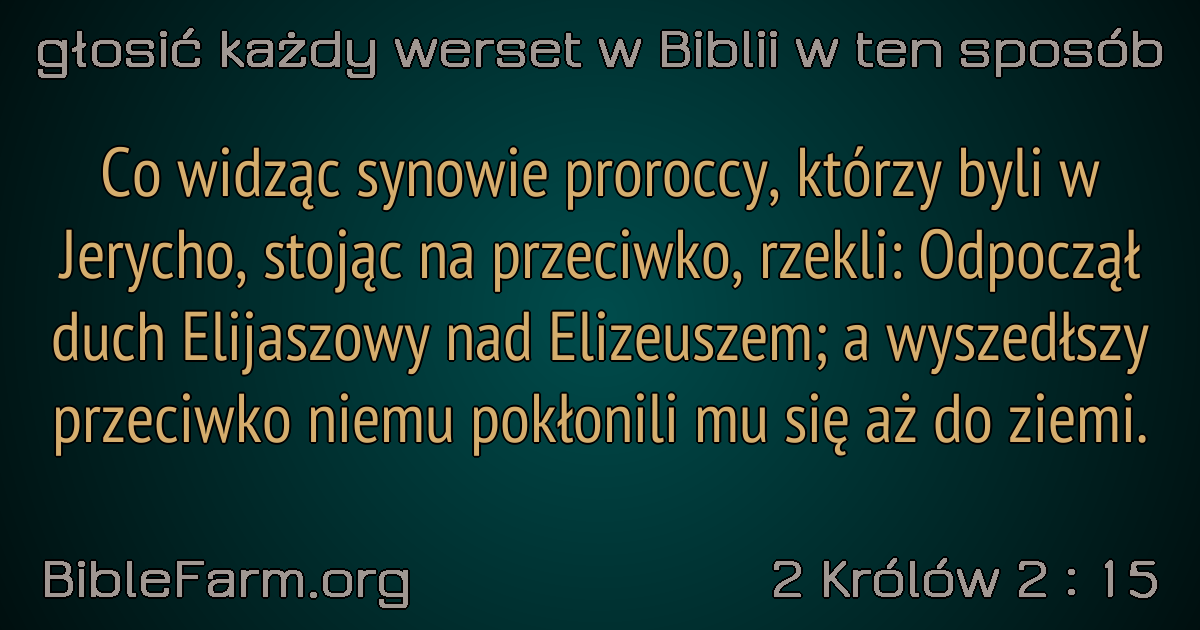 głosić każdy werset w Biblii w ten sposób
Co widząc synowie proroccy, którzy byli w
Jerycho, stojąc na przeciwko, rzekli: Odpoczął
duch Elijaszowy nad Elizeuszem; a wyszedłszy
przeciwko niemu pokłonili mu się aż do ziemi.
BibleFarm.org
2 Królów 2 : 15